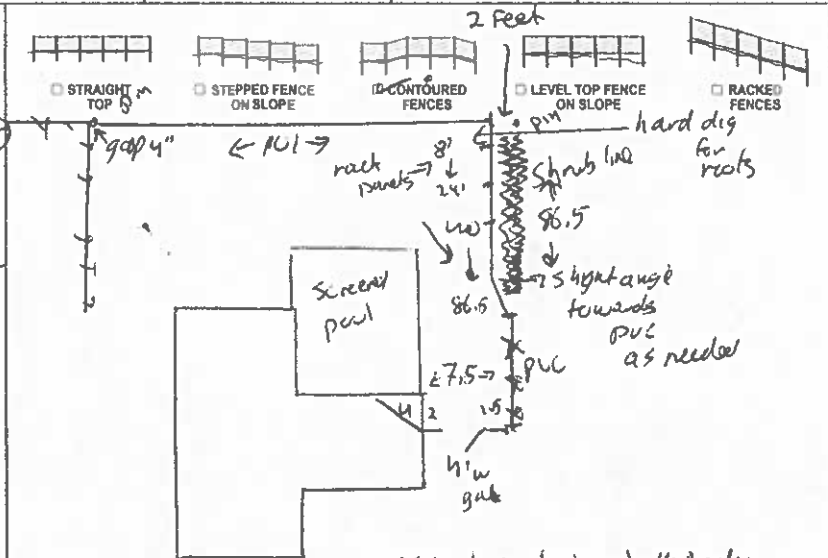 2 Feet
STRAIGHT
TOP
STEPPED FENCE
ON SLOPE
CONTOURED
FENCES
LEVEL TOP FENCE
ON SLOPE
RACKED
FENCES
gap 4"
pin
hard dig
for
roots
rack
panels → 8'
24'
40
86.5
Shrub line
86.5
slight angle
towards
PVC
as needed
Screened
pool
7.5 →
PVC
4
2
1.5
4'w
gate